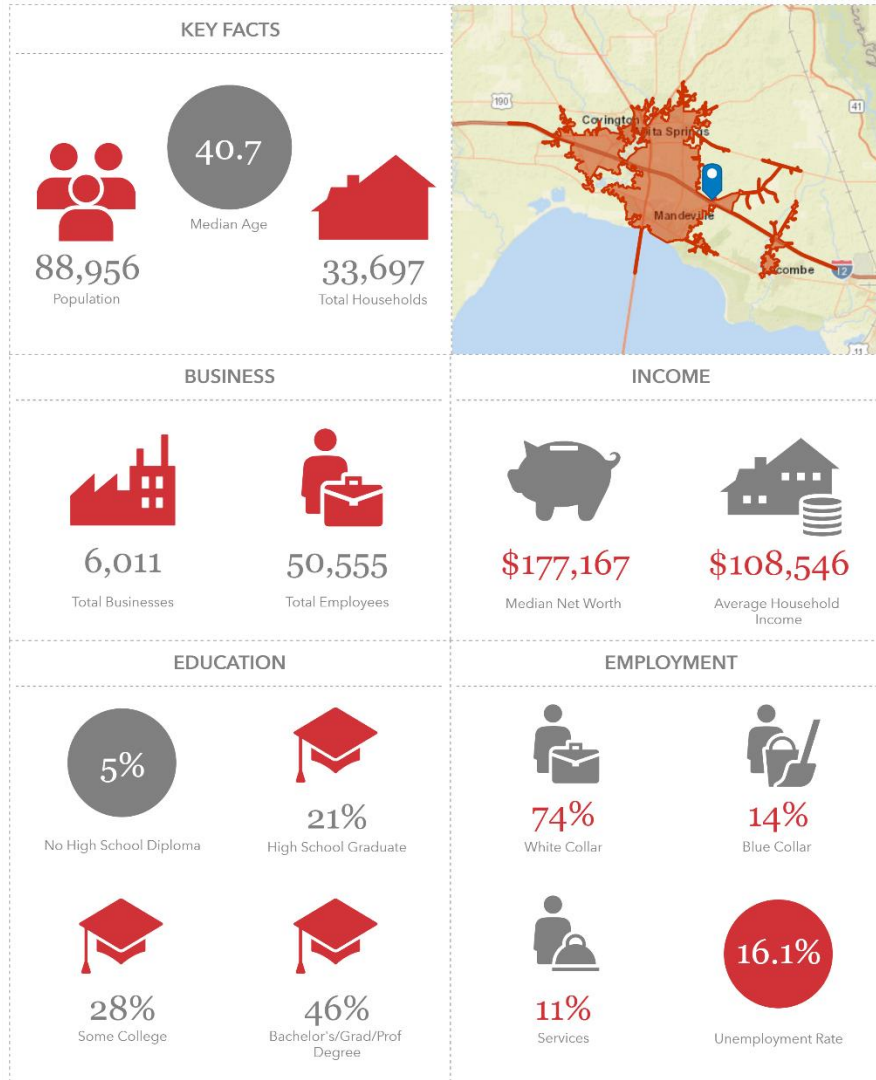 KEY FACTS
40.7
Median Age
88,956
Population
33,697
Total Households
190
41
Covington
Springs
Mandeville
combe
12
11
BUSINESS
6,011
Total Businesses
50,555
Total Employees
INCOME
$177,167
Median Net Worth
$108,546
Average Household
Income
EDUCATION
5%
No High School Diploma
21%
High School Graduate
28%
Some College
46%
Bachelor's/Grad/Prof
Degree
EMPLOYMENT
74%
White Collar
14%
Blue Collar
11%
Services
16.1%
Unemployment Rate